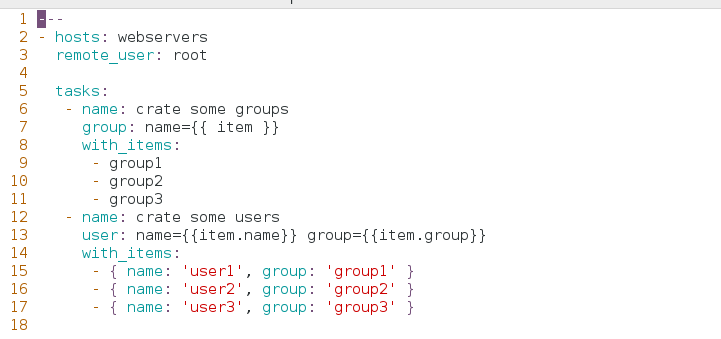 1 ---
2 - hosts: webservers
3   remote_user: root
4
5   tasks:
6    - name: crate some groups
7      group: name={{ item }}
8      with_items:
9       - group1
10       - group2
11       - group3
12    - name: crate some users
13      user: name={{item.name}} group={{item.group}}
14      with_items:
15       - { name: 'user1', group: 'group1' }
16       - { name: 'user2', group: 'group2' }
17       - { name: 'user3', group: 'group3' }
18